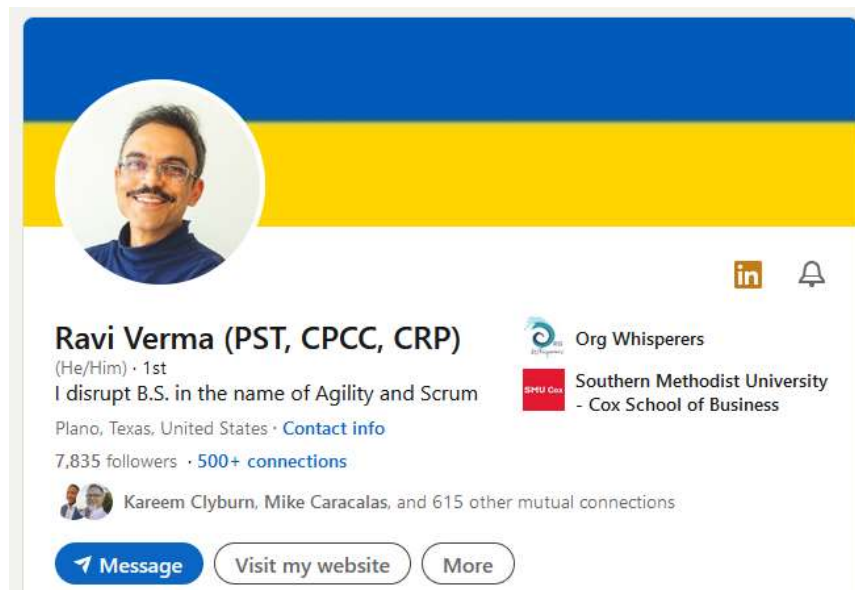 in
Ravi Verma (PST, CPCC, CRP)
(He/Him) · 1st
I disrupt B.S. in the name of Agility and Scrum
Plano, Texas, United States · Contact info
7,835 followers · 500+ connections
Kareem Clyburn, Mike Caracalas, and 615 other mutual connections
Message
Visit my website
More
Org Whisperers
SMU Cox
Southern Methodist University
- Cox School of Business